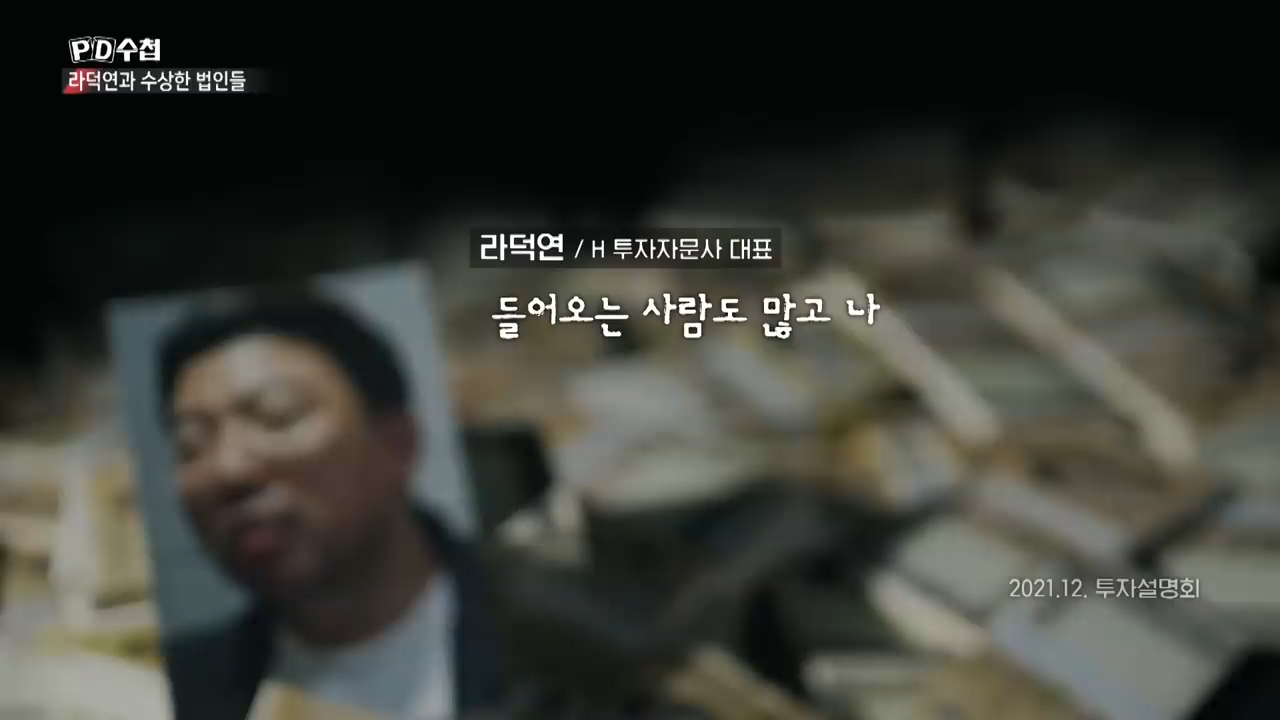 PD수첩
라덕연과 수상한 법인들
라덕연 / H 투자자문사 대표
들어오는 사람도 많고 나
2021.12. 투자설명회